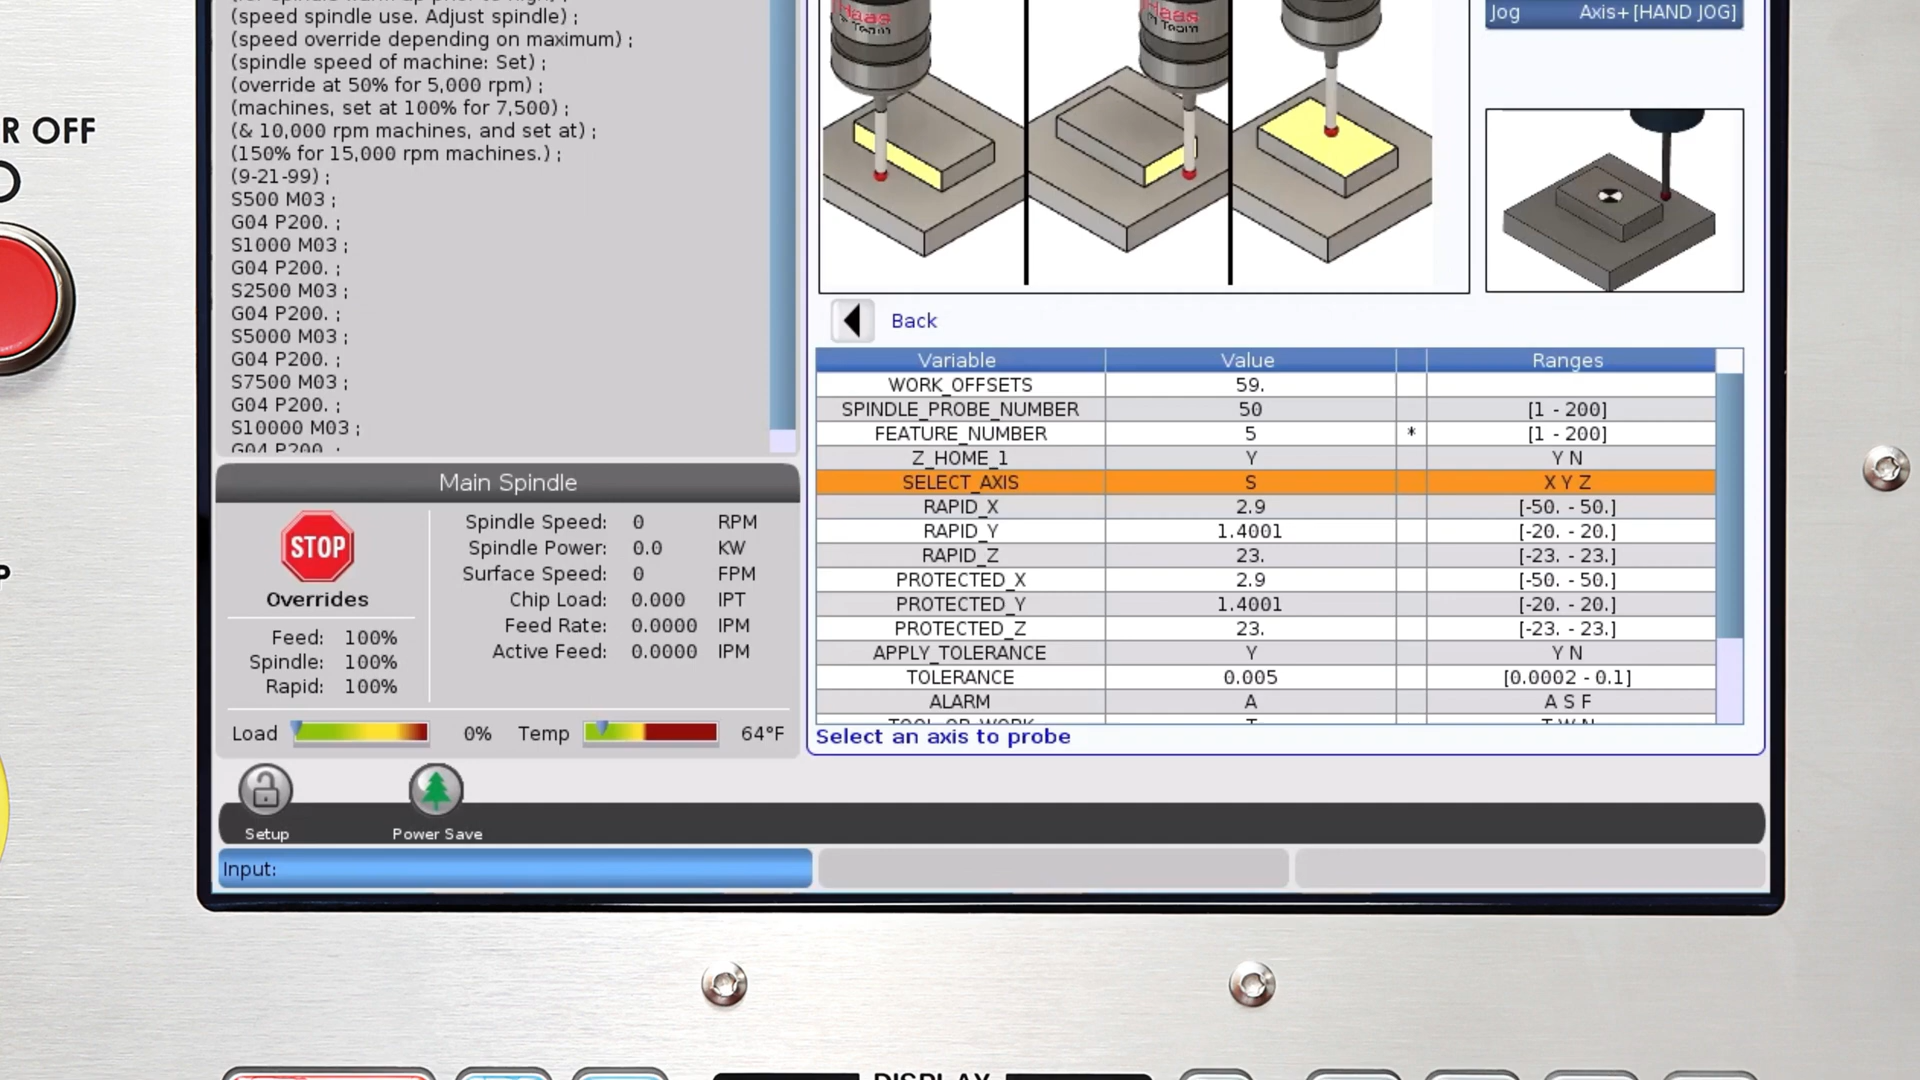 (speed spindle use. Adjust spindle) ;
(speed override depending on maximum) ;
(spindle speed of machine: Set) ;
(override at 50% for 5,000 rpm) ;
(machines, set at 100% for 7,500) ;
(& 10,000 rpm machines, and set at) ;
(150% for 15,000 rpm machines.) ;
(9-21-99) ;
S500 M03 ;
G04 P200. ;
S1000 M03 ;
G04 P200. ;
S2500 M03 ;
G04 P200. ;
S5000 M03 ;
G04 P200. ;
S7500 M03 ;
G04 P200. ;
S10000 M03 ;
G04 P200. ;
R OFF
Haas
Team
Haas
Team
Jog Axis+[HAND JOG]
Back
Variable Value Ranges
WORK_OFFSETS 59.
SPINDLE_PROBE_NUMBER 50 [1 - 200]
FEATURE_NUMBER 5 * [1 - 200]
Z_HOME_1 Y Y N
SELECT_AXIS S X Y Z
RAPID_X 2.9 [-50. - 50.]
RAPID_Y 1.4001 [-20. - 20.]
RAPID_Z 23. [-23. - 23.]
PROTECTED_X 2.9 [-50. - 50.]
PROTECTED_Y 1.4001 [-20. - 20.]
PROTECTED_Z 23. [-23. - 23.]
APPLY_TOLERANCE Y Y N
TOLERANCE 0.005 [0.0002 - 0.1]
ALARM A A S F
TOOL_OR_WORK T T W N
Select an axis to probe
Main Spindle
STOP
Overrides
Feed: 100%
Spindle: 100%
Rapid: 100%
Spindle Speed: 0 RPM
Spindle Power: 0.0 KW
Surface Speed: 0 FPM
Chip Load: 0.000 IPT
Feed Rate: 0.0000 IPM
Active Feed: 0.0000 IPM
Load 0% Temp 64°F
Setup
Power Save
Input:
DISPLAY